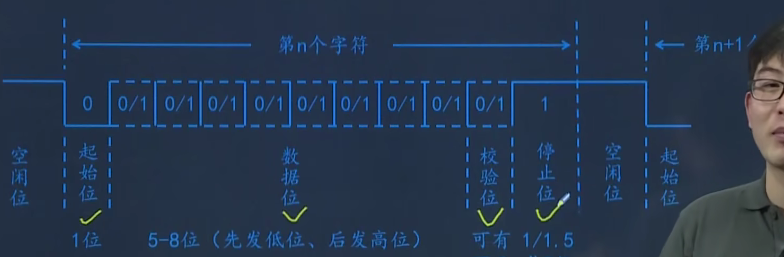 第n个字符
第n+1
0 0/1 0/1 0/1 0/1 0/1 0/1 0/1 0/1 0/1 1
空闲位 起始位 数据位 校验位 停止位 空闲位 起始位
1位 5-8位（先发低位、后发高位） 可有 1/1.5